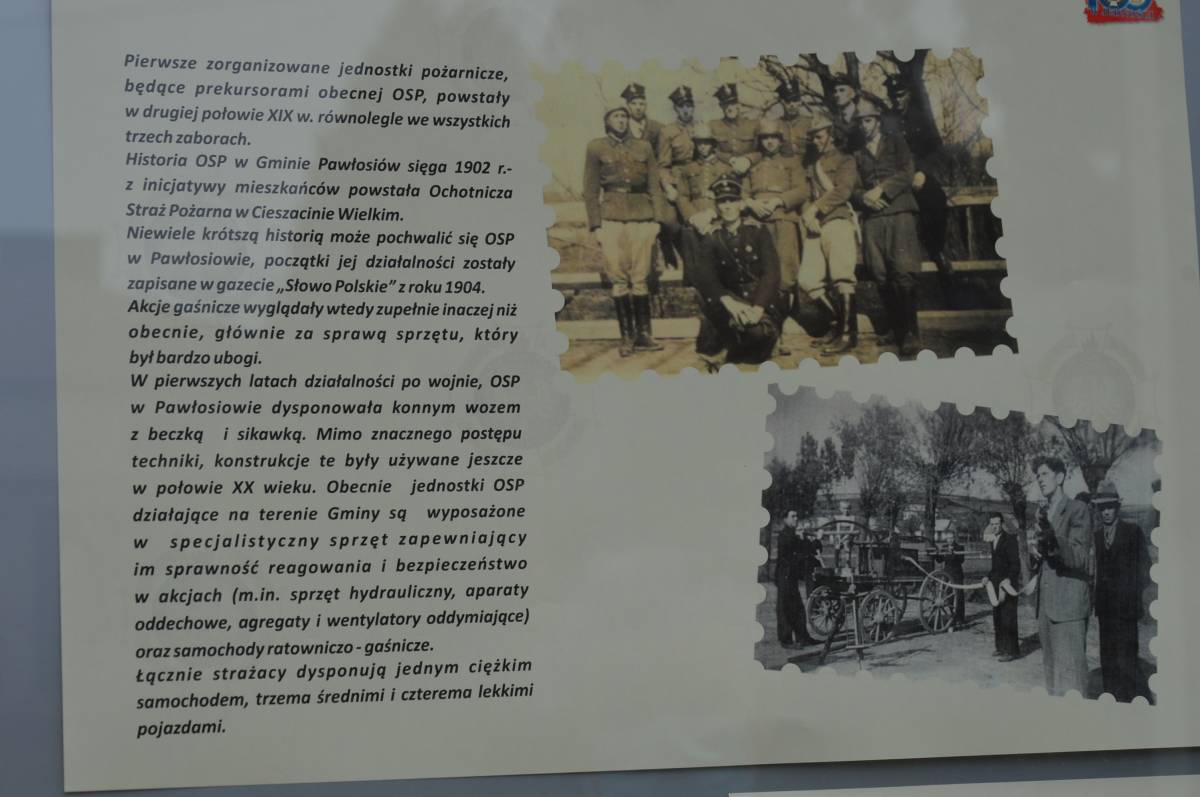 Pierwsze zorganizowane jednostki pożarnicze,
będące prekursorami obecnej OSP, powstały
w drugiej połowie XIX w. równolegle we wszystkich
trzech zaborach.
Historia OSP w Gminie Pawłosiów sięga 1902 r.-
z inicjatywy mieszkańców powstała Ochotnicza
Straż Pożarna w Cieszacinie Wielkim.
Niewiele krótszą historią może pochwalić się OSP
w Pawłosiowie, początki jej działalności zostały
zapisane w gazecie „Słowo Polskie” z roku 1904.
Akcje gaśnicze wyglądały wtedy zupełnie inaczej niż
obecnie, głównie za sprawą sprzętu, który
był bardzo ubogi.
W pierwszych latach działalności po wojnie, OSP
w Pawłosiowie dysponowała konnym wozem
z beczką i sikawką. Mimo znacznego postępu
techniki, konstrukcje te były używane jeszcze
w połowie XX wieku. Obecnie jednostki OSP
działające na terenie Gminy są wyposażone
w specjalistyczny sprzęt zapewniający
im sprawność reagowania i bezpieczeństwo
w akcjach (m.in. sprzęt hydrauliczny, aparaty
oddechowe, agregaty i wentylatory oddymiające)
oraz samochody ratowniczo - gaśnicze.
Łącznie strażacy dysponują jednym ciężkim
samochodem, trzema średnimi i czterema lekkimi
pojazdami.